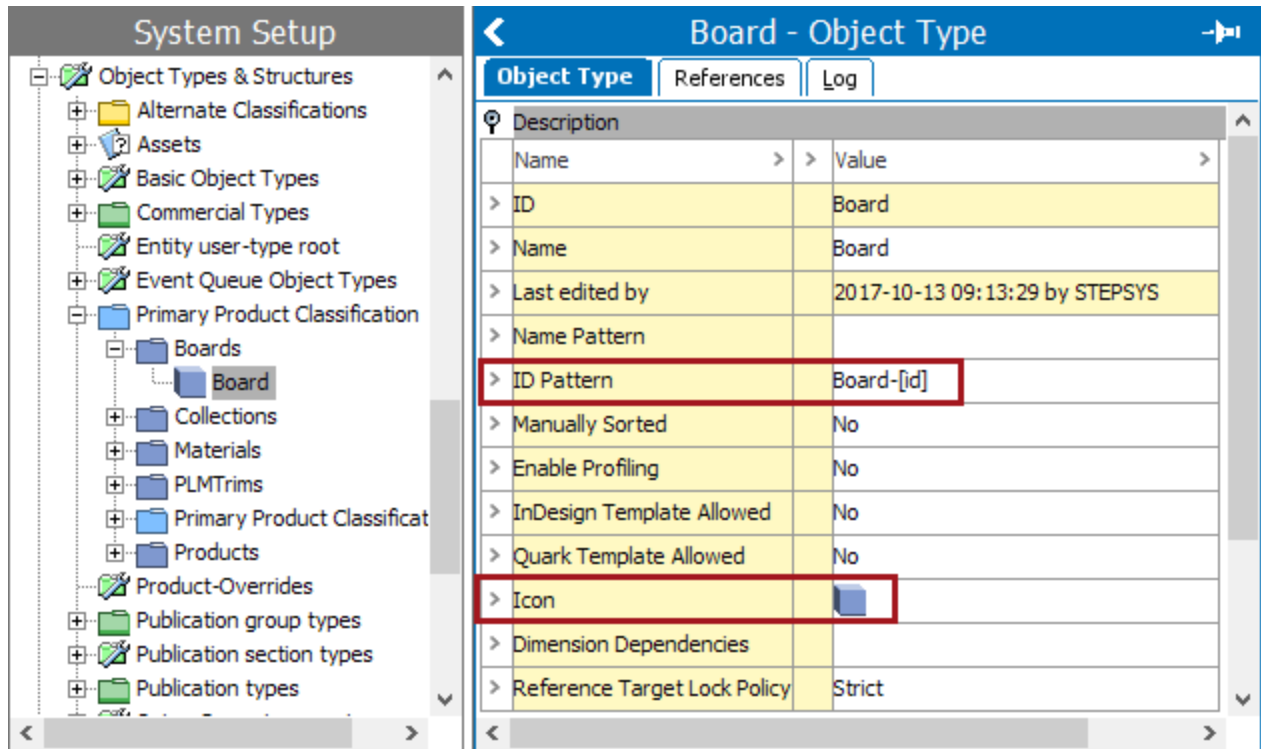 System Setup
Object Types & Structures
Alternate Classifications
Assets
Basic Object Types
Commercial Types
Entity user-type root
Event Queue Object Types
Primary Product Classification
Boards
Board
Collections
Materials
PLMTrims
Primary Product Classificat
Products
Product-Overrides
Publication group types
Publication section types
Publication types
Board - Object Type
Object Type References Log
Description
Name > > Value >
> ID Board
> Name Board
> Last edited by 2017-10-13 09:13:29 by STEPSYS
> Name Pattern
> ID Pattern Board-[id]
> Manually Sorted No
> Enable Profiling No
> InDesign Template Allowed No
> Quark Template Allowed No
> Icon
> Dimension Dependencies
> Reference Target Lock Policy Strict